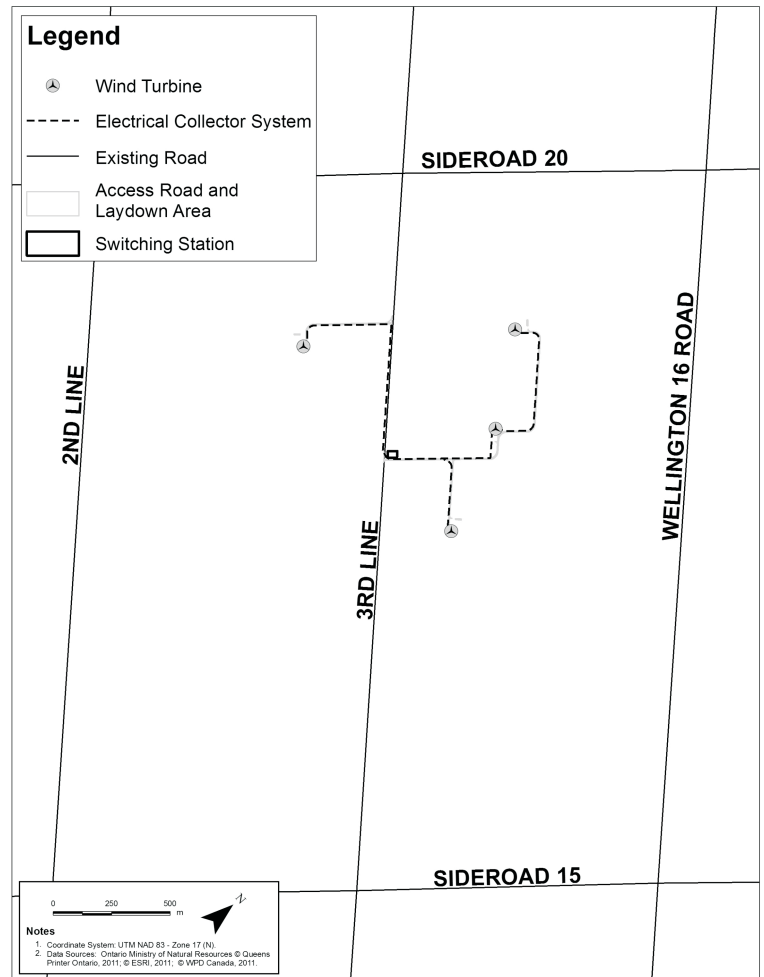 Legend
Wind Turbine
Electrical Collector System
Existing Road
Access Road and
Laydown Area
Switching Station
SIDEROAD 20
2ND LINE
WELLINGTON 16 ROAD
3RD LINE
SIDEROAD 15
0 250 500
m
N
Notes
1. Coordinate System: UTM NAD 83 - Zone 17 (N).
2. Data Sources: Ontario Ministry of Natural Resources © Queens
Printer Ontario, 2011; © ESRI, 2011; © WPD Canada, 2011.